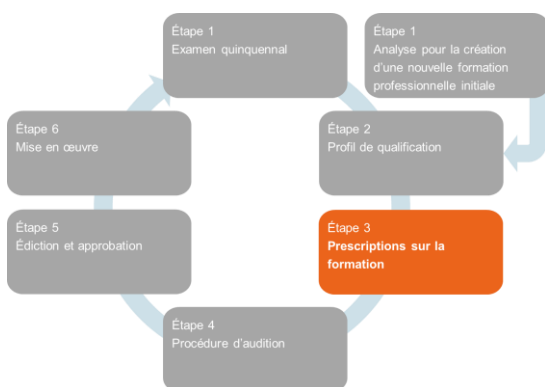 Étape 1
Examen quinquennal
Étape 1
Analyse pour la création
d'une nouvelle formation
professionnelle initiale
Étape 6
Mise en œuvre
Étape 2
Profil de qualification
Étape 5
Édiction et approbation
Étape 3
Prescriptions sur la
formation
Étape 4
Procédure d'audition